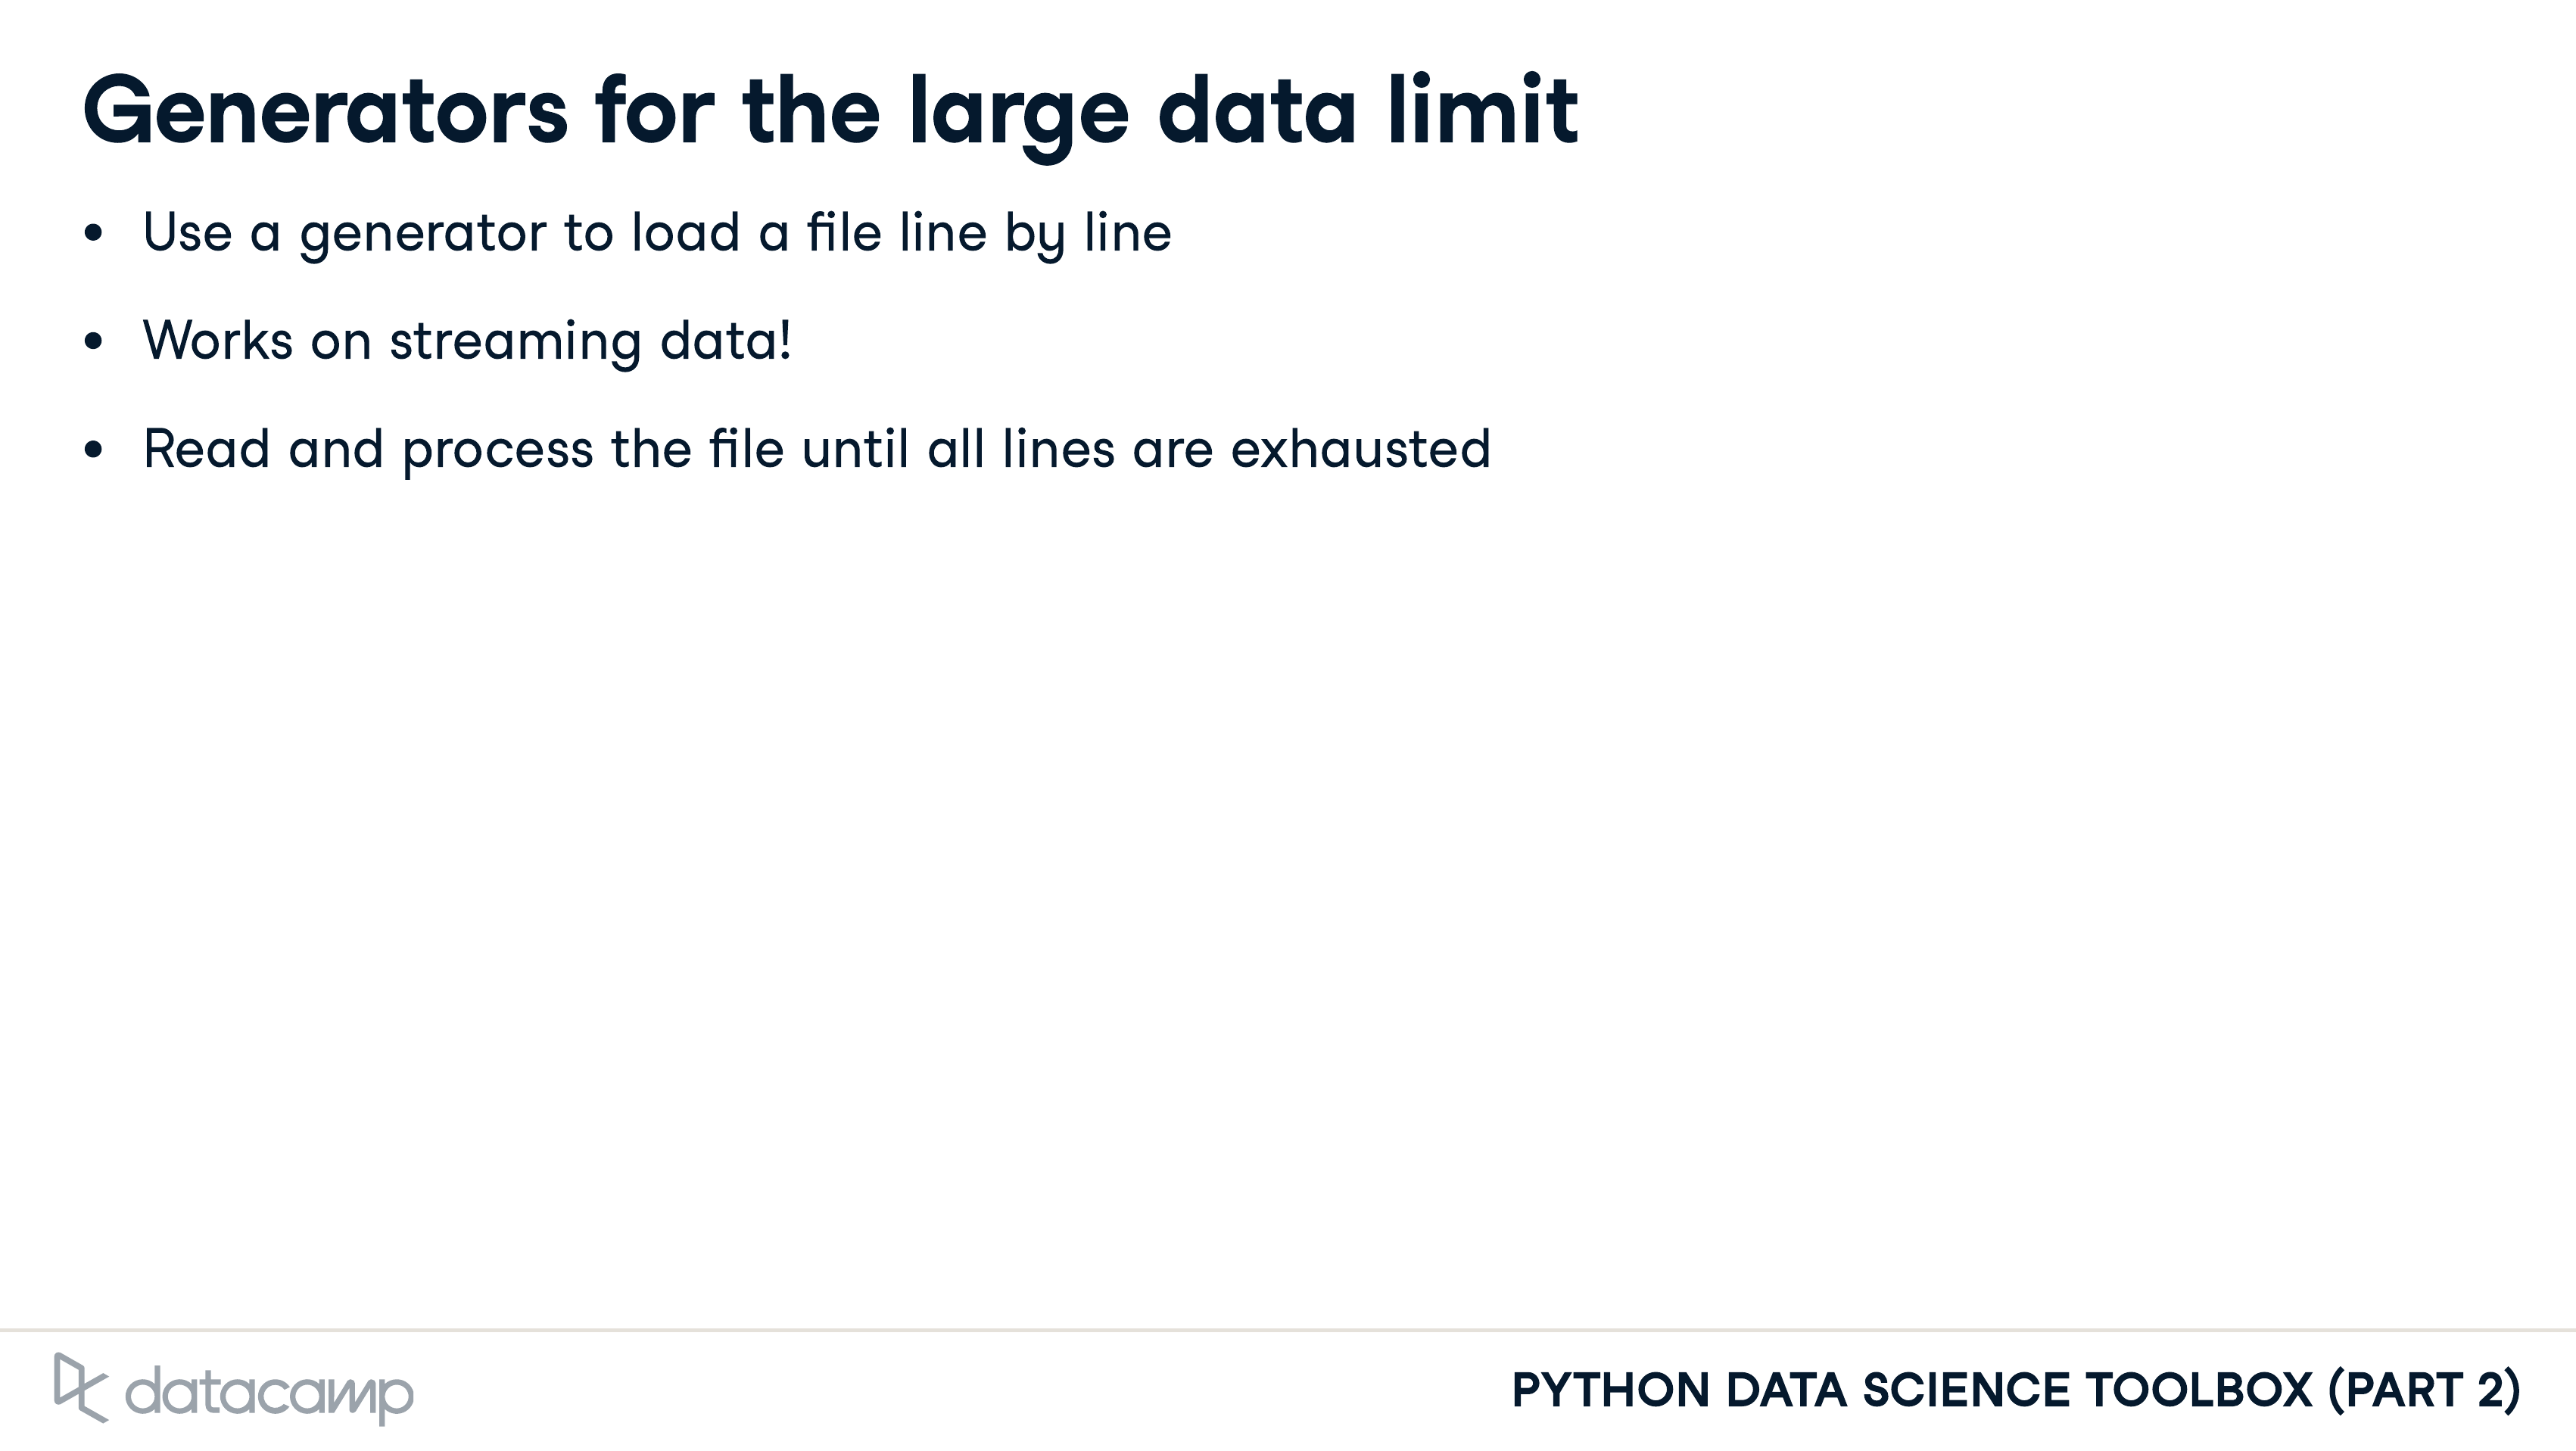 Generators for the large data limit
• Use a generator to load a file line by line
• Works on streaming data!
• Read and process the file until all lines are exhausted
datacamp
PYTHON DATA SCIENCE TOOLBOX (PART 2)